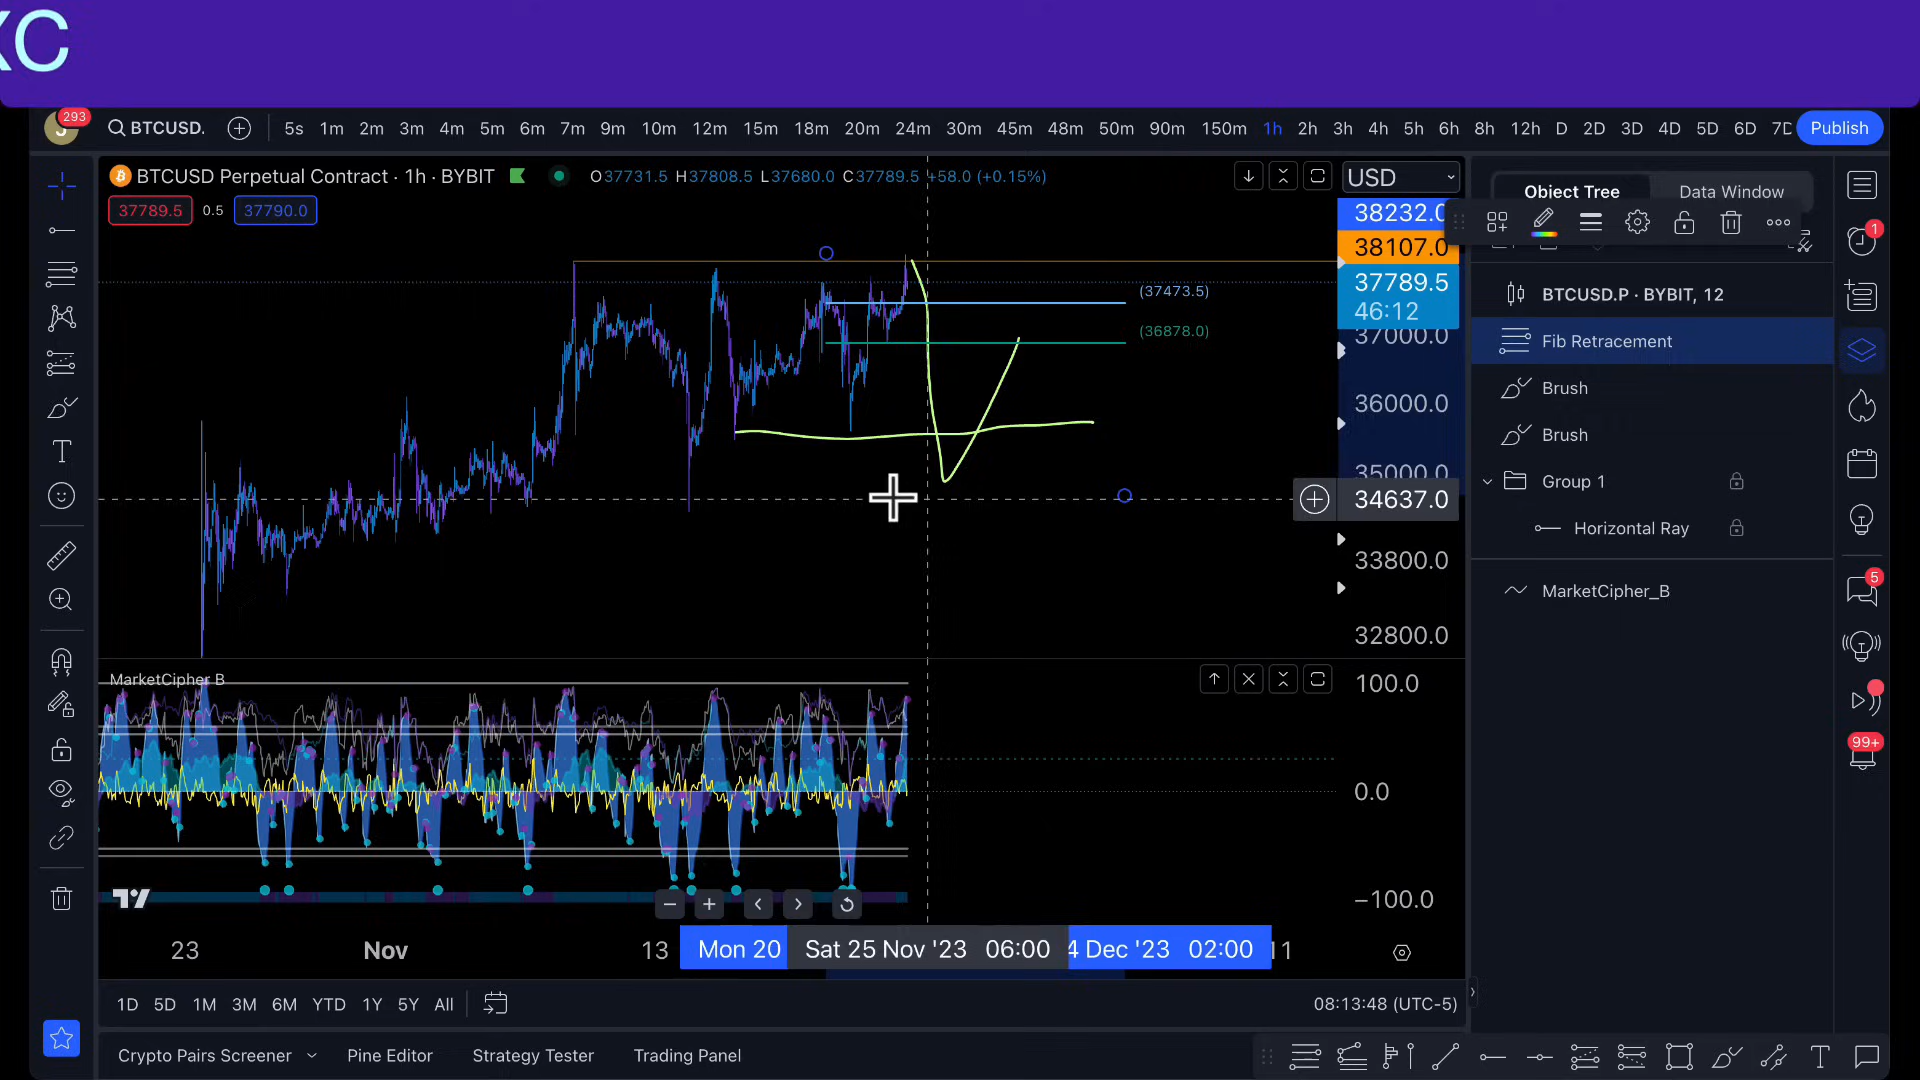 XC
293
BTCUSD.
5s 1m 2m 3m 4m 5m 6m 7m 9m 10m 12m 15m 18m 20m 24m 30m 45m 48m 50m 90m 150m 1h 2h 3h 4h 5h 6h 8h 12h D 2D 3D 4D 5D 6D
Publish
BTCUSD Perpetual Contract · 1h · BYBIT
O37731.5 H37808.5 L37680.0 C37789.5 +58.0 (+0.15%)
USD
37789.5 0.5 37790.0
38232.0
38107.0
37789.5
46:12
37000.0
36000.0
35000.0
34637.0
33800.0
32800.0
(37473.5)
(36878.0)
Object Tree
Data Window
1
BTCUSD.P · BYBIT, 12
Fib Retracement
Brush
Brush
Group 1
Horizontal Ray
MarketCipher_B
5
99+
MarketCipher B
100.0
0.0
−100.0
23 Nov 13 Mon 20 Sat 25 Nov '23 06:00 4 Dec '23 02:00 11
1D 5D 1M 3M 6M YTD 1Y 5Y All
08:13:48 (UTC-5)
Crypto Pairs Screener
Pine Editor
Strategy Tester
Trading Panel